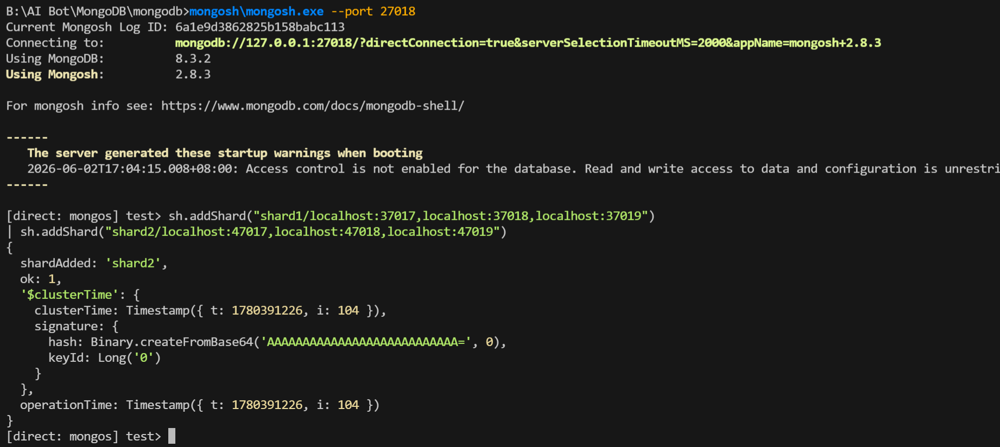 B:\AI Bot\MongoDB\mongodb>mongosh\mongosh.exe --port 27018
Current Mongosh Log ID: 6a1e9d3862825b158babc113
Connecting to:          mongodb://127.0.0.1:27018/?directConnection=true&serverSelectionTimeoutMS=2000&appName=mongosh+2.8.3
Using MongoDB:          8.3.2
Using Mongosh:          2.8.3
For mongosh info see: https://www.mongodb.com/docs/mongodb-shell/
------
   The server generated these startup warnings when booting
   2026-06-02T17:04:15.008+08:00: Access control is not enabled for the database. Read and write access to data and configuration is unrestri
------
[direct: mongos] test> sh.addShard("shard1/localhost:37017,localhost:37018,localhost:37019")
| sh.addShard("shard2/localhost:47017,localhost:47018,localhost:47019")
{
  shardAdded: 'shard2',
  ok: 1,
  '$clusterTime': {
    clusterTime: Timestamp({ t: 1780391226, i: 104 }),
    signature: {
      hash: Binary.createFromBase64('AAAAAAAAAAAAAAAAAAAAAAAAAAA=', 0),
      keyId: Long('0')
    }
  },
  operationTime: Timestamp({ t: 1780391226, i: 104 })
}
[direct: mongos] test>